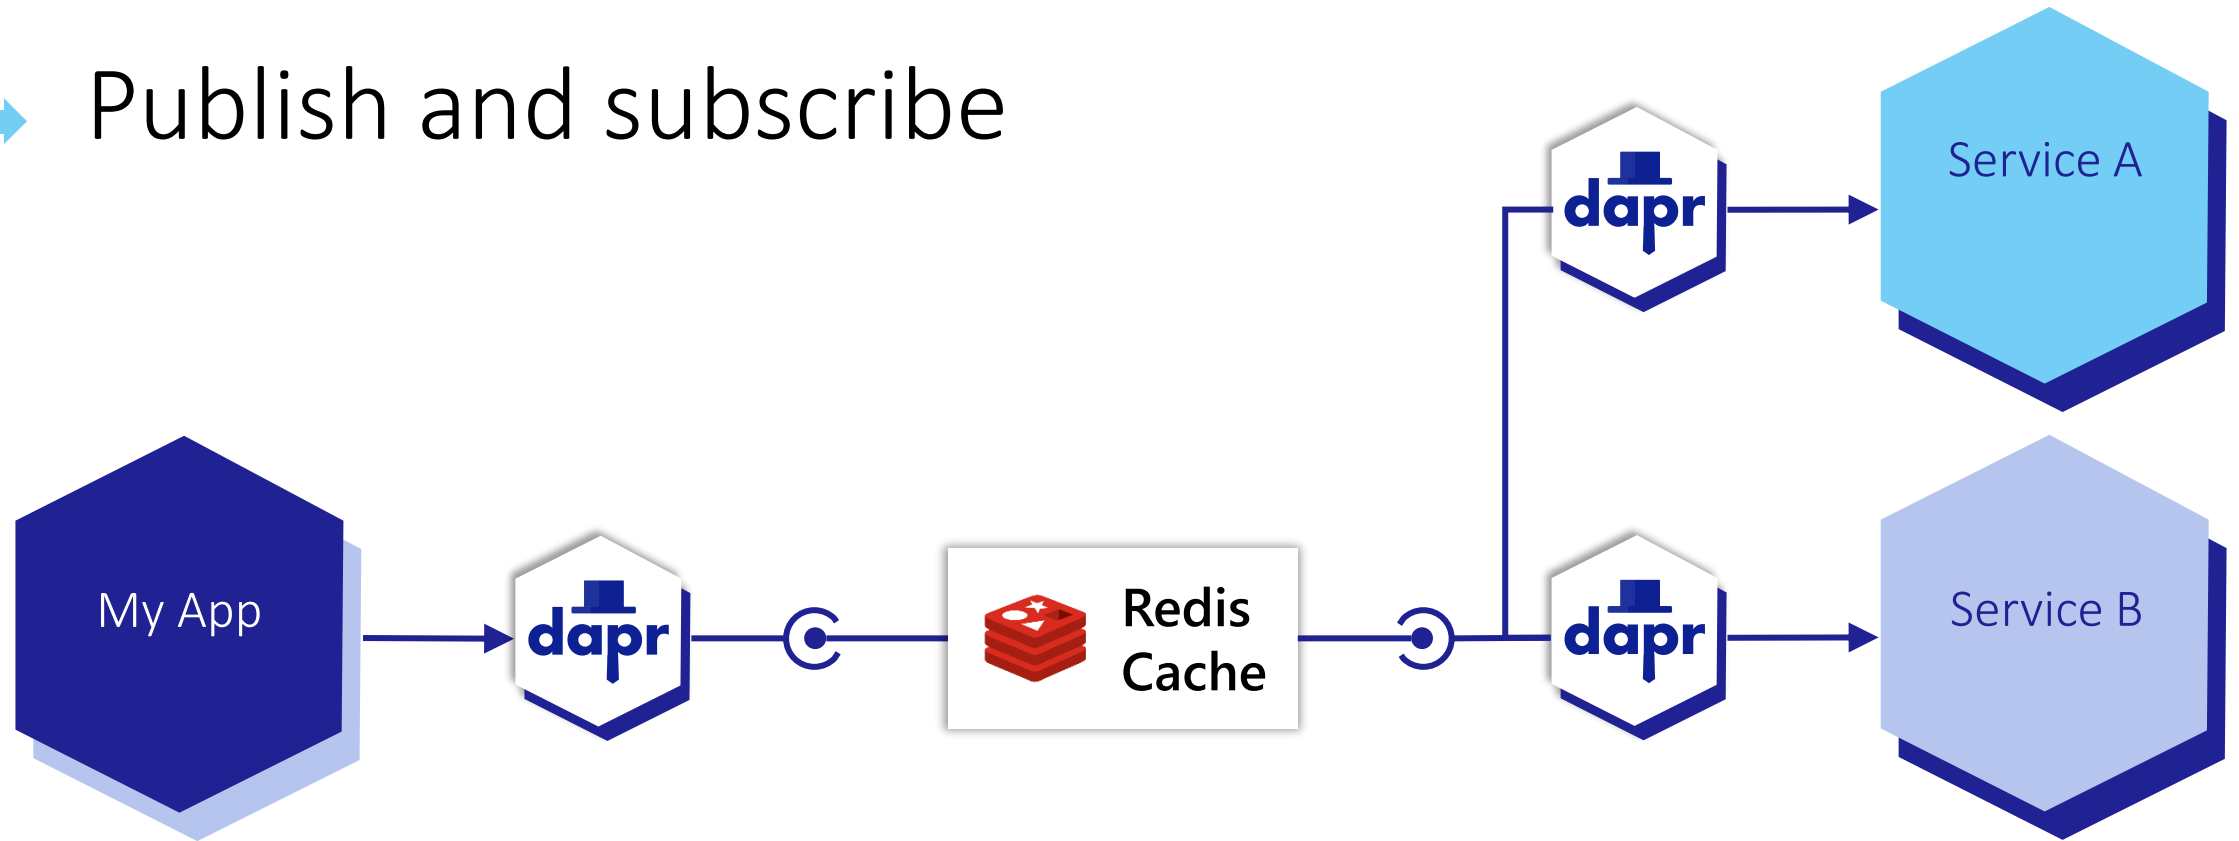 Publish and subscribe
dapr
Service A
My App
dapr
Redis
Cache
dapr
Service B